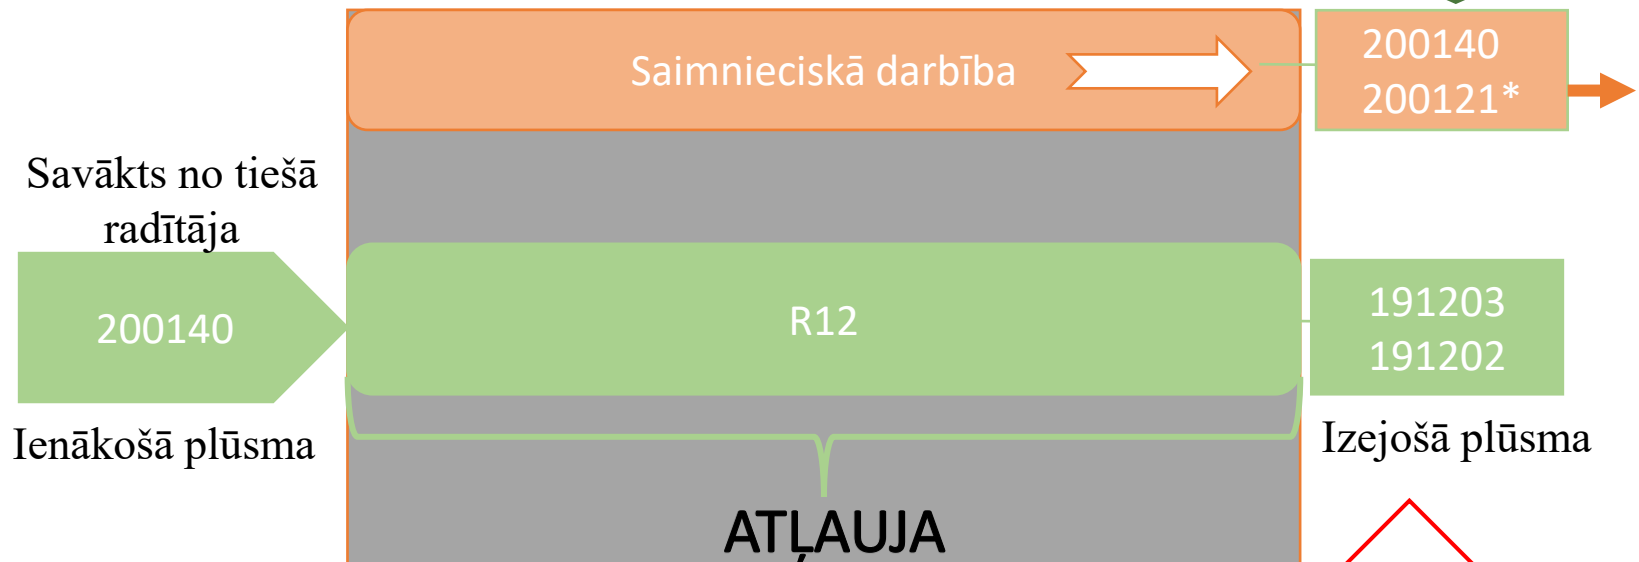 Saimnieciskā darbība
200140
200121*
Savākts no tiešā
radītāja
200140
R12
191203
191202
Ienākošā plūsma
Izejošā plūsma
ATĻAUJA